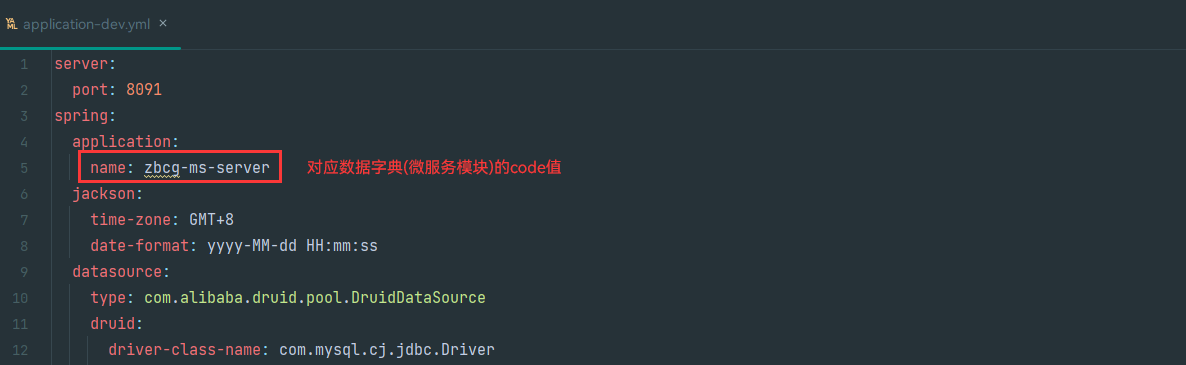 YA
ML application-dev.yml ×
1 server:
2 port: 8091
3 spring:
4 application:
5 name: zbcg-ms-server 对应数据字典(微服务模块)的code值
6 jackson:
7 time-zone: GMT+8
8 date-format: yyyy-MM-dd HH:mm:ss
9 datasource:
10 type: com.alibaba.druid.pool.DruidDataSource
11 druid:
12 driver-class-name: com.mysql.cj.jdbc.Driver